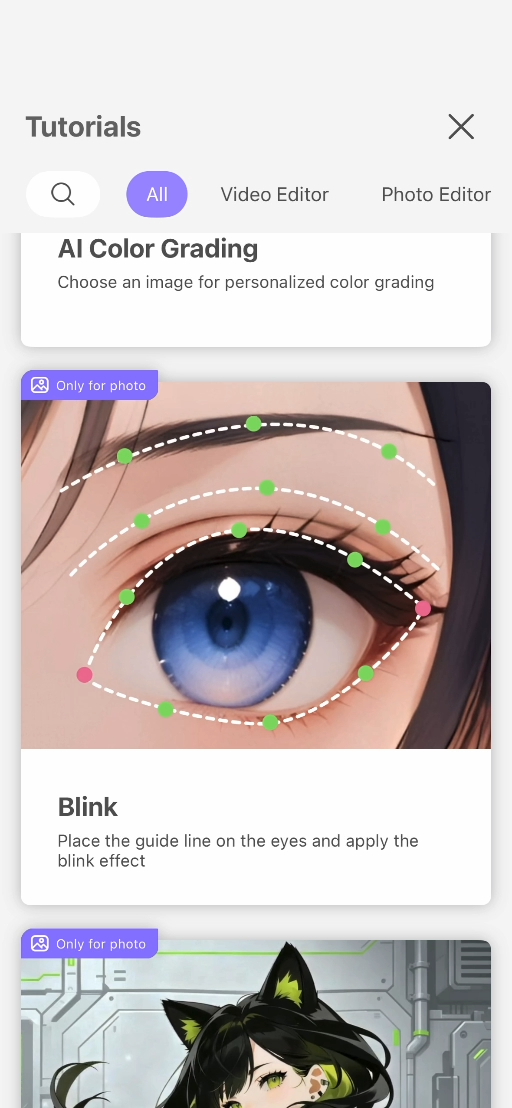 Tutorials
All
Video Editor
Photo Editor
AI Color Grading
Choose an image for personalized color grading
Only for photo
Blink
Place the guide line on the eyes and apply the
blink effect
Only for photo